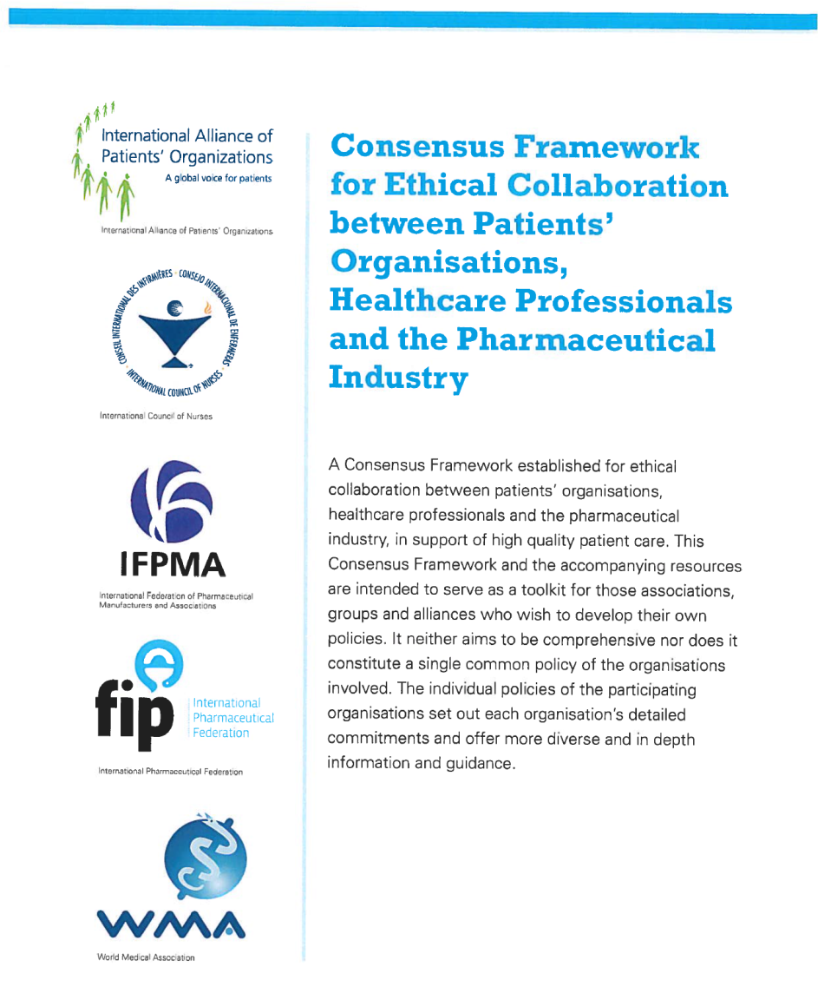 International Alliance of
Patients' Organizations
A global voice for patients
International Alliance of Patients' Organizations
CONSEIL INTERNATIONAL DES INFIRMIÈRES · CONSEJO INTERNACIONAL DE ENFERMERAS · INTERNATIONAL COUNCIL OF NURSES ·
International Council of Nurses
IFPMA
International Federation of Pharmaceutical
Manufacturers and Associations
fip
International
Pharmaceutical
Federation
International Pharmaceutical Federation
WMA
World Medical Association
Consensus Framework
for Ethical Collaboration
between Patients'
Organisations,
Healthcare Professionals
and the Pharmaceutical
Industry
A Consensus Framework established for ethical
collaboration between patients' organisations,
healthcare professionals and the pharmaceutical
industry, in support of high quality patient care. This
Consensus Framework and the accompanying resources
are intended to serve as a toolkit for those associations,
groups and alliances who wish to develop their own
policies. It neither aims to be comprehensive nor does it
constitute a single common policy of the organisations
involved. The individual policies of the participating
organisations set out each organisation's detailed
commitments and offer more diverse and in depth
information and guidance.